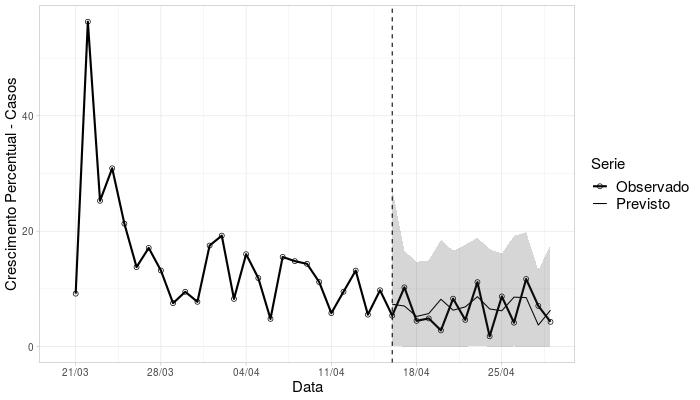 Crescimento Percentual - Casos
40
20
0
21/03
28/03
04/04
11/04
18/04
25/04
Data
Serie
Observado
Previsto